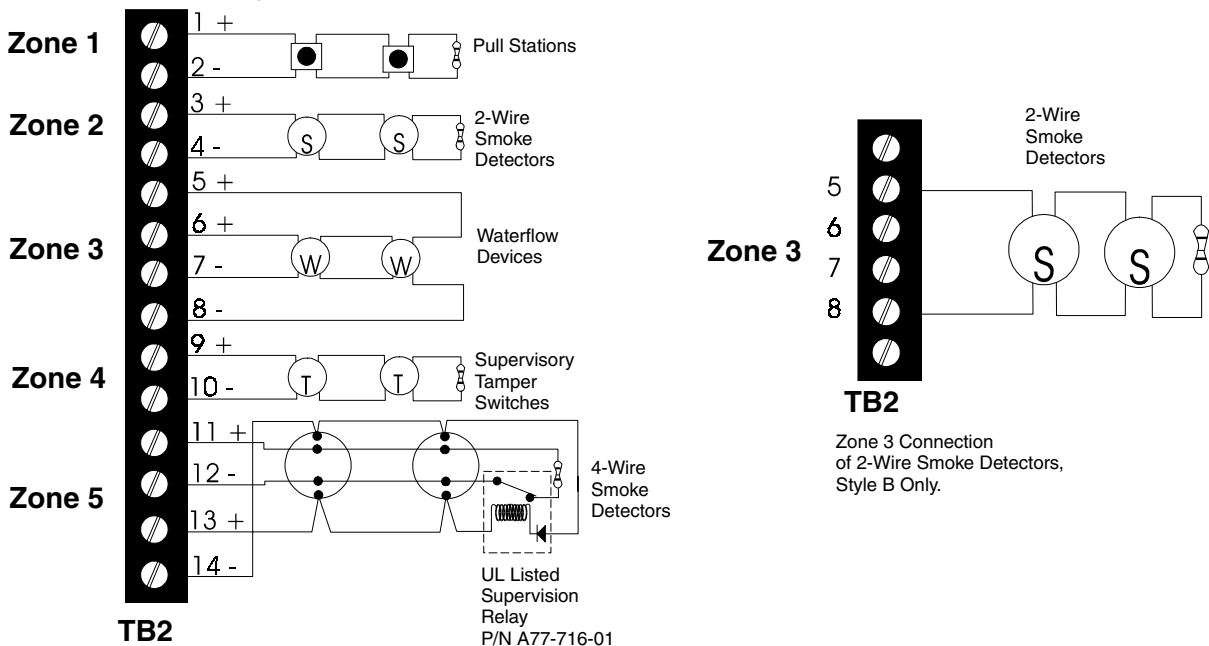 Zone 1
1 +
2 -
Pull Stations
Zone 2
3 +
4 -
S
S
2-Wire
Smoke
Detectors
Zone 3
5 +
6 +
7 -
8 -
W
W
Waterflow
Devices
Zone 4
9 +
10 -
T
T
Supervisory
Tamper
Switches
Zone 5
11 +
12 -
13 +
14 -
4-Wire
Smoke
Detectors
UL Listed
Supervision
Relay
P/N A77-716-01
TB2
2-Wire
Smoke
Detectors
Zone 3
5
6
7
8
S
S
TB2
Zone 3 Connection
of 2-Wire Smoke Detectors,
Style B Only.